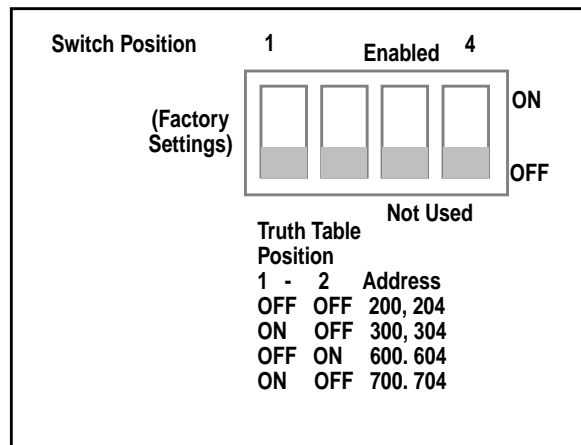 Switch Position 1 Enabled 4
ON
(Factory
Settings)
OFF
Not Used
Truth Table
Position
1 - 2 Address
OFF OFF 200, 204
ON OFF 300, 304
OFF ON 600. 604
ON OFF 700. 704